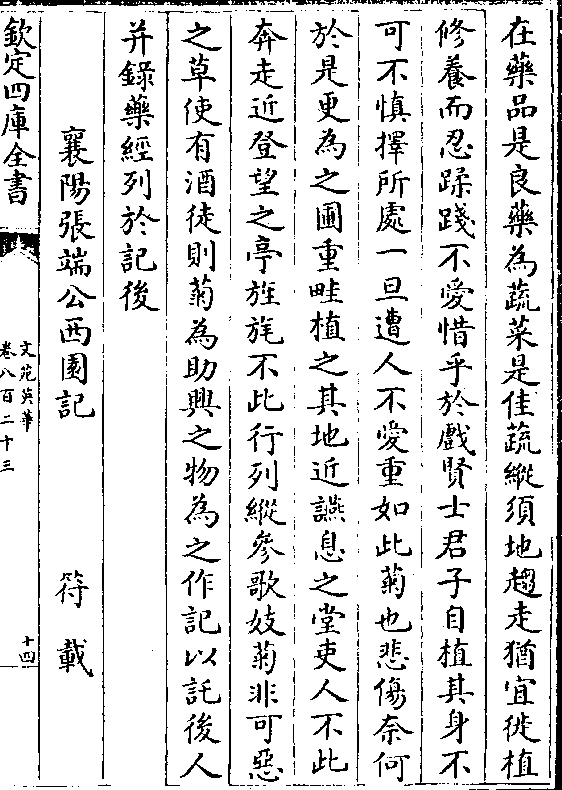 在藥品是良藥為蔬菜是佳蔬縱須地趨走猶宜徙植
修養而忍蹂踐不愛惜乎於戲賢士君子自植其身不
可不慎擇所處一旦遭人不愛重如此菊也悲傷奈何
於是更為之圃重畦植之其地近讌息之堂吏人不此
奔走近登望之亭旌旄不此行列縱參歌妓菊非可惡
之草使有酒徒則菊為助興之物為之作記以託後人
并錄藥經列於記後
襄陽張端公西園記 符載
欽定四庫全書
文苑英華
卷八百二十三
十四